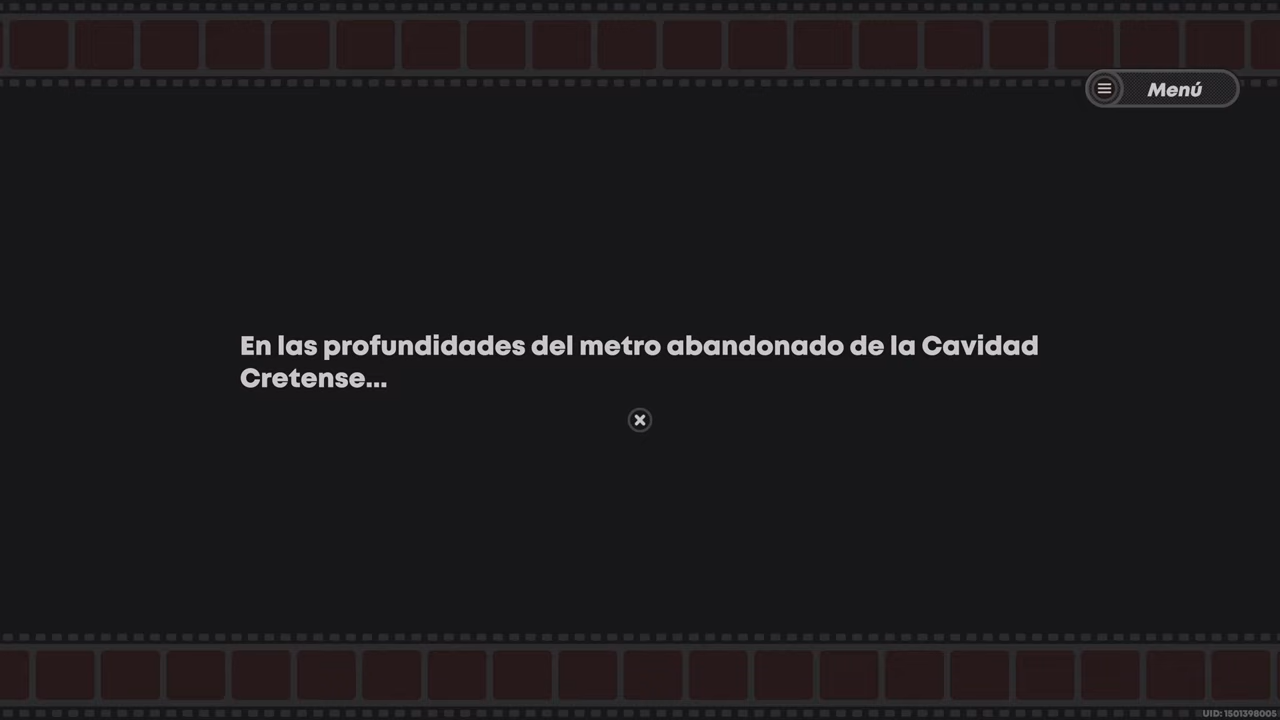 Menú
En las profundidades del metro abandonado de la Cavidad
Cretense...